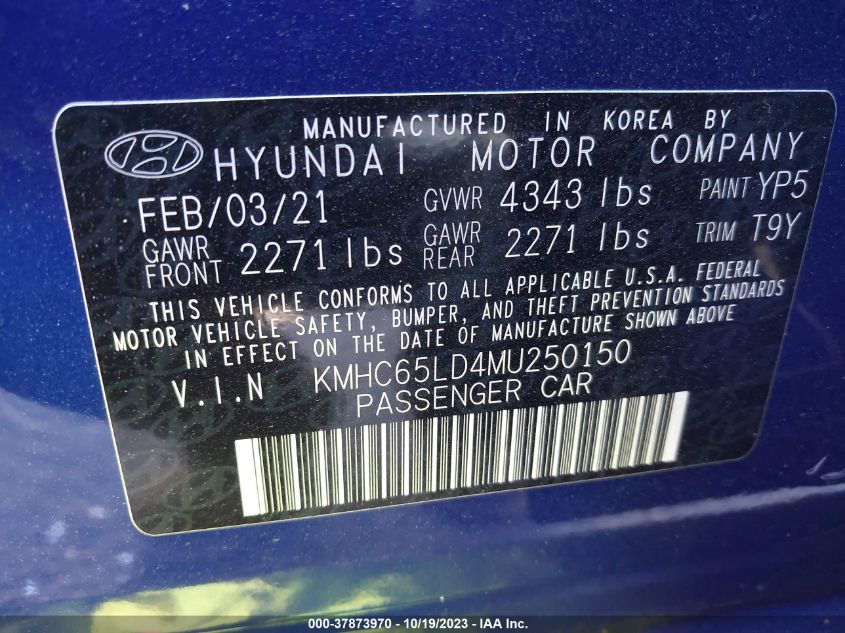 MANUFACTURED IN KOREA BY
HYUNDAI MOTOR COMPANY
FEB/03/21 GVWR 4343 lbs PAINT YP5
GAWR FRONT 2271 lbs GAWR REAR 2271 lbs TRIM T9Y
THIS VEHICLE CONFORMS TO ALL APPLICABLE U.S.A. FEDERAL
MOTOR VEHICLE SAFETY, BUMPER, AND THEFT PREVENTION STANDARDS
IN EFFECT ON THE DATE OF MANUFACTURE SHOWN ABOVE
V.I.N KMHC65LD4MU250150
PASSENGER CAR
000-37873970 - 10/19/2023 - Copyright © 2023 IAA, Inc.